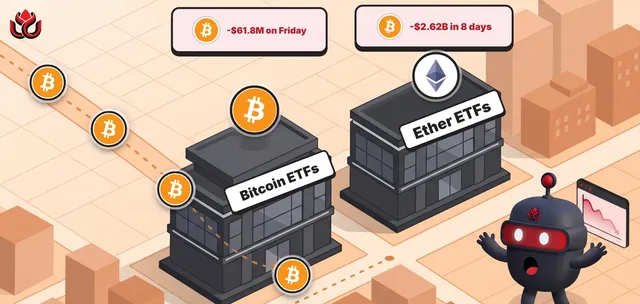 -$61.8M on Friday
-$2.62B in 8 days
Bitcoin ETFs
Ether ETFs